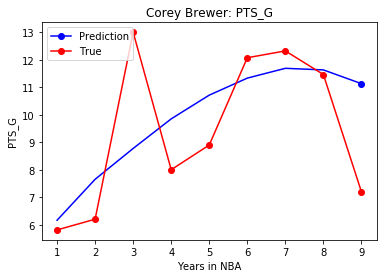 Corey Brewer: PTS_G
Prediction
True
13
12
11
10
9
8
7
6
PTS_G
1 2 3 4 5 6 7 8 9
Years in NBA